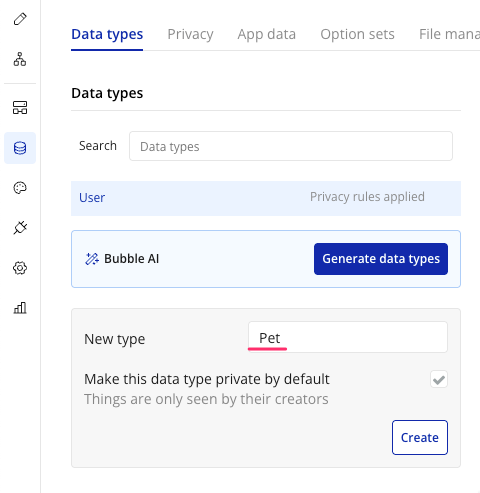 Data types Privacy App data Option sets File mana
Data types
Search Data types
User Privacy rules applied
Bubble AI Generate data types
New type Pet
Make this data type private by default
Things are only seen by their creators
Create